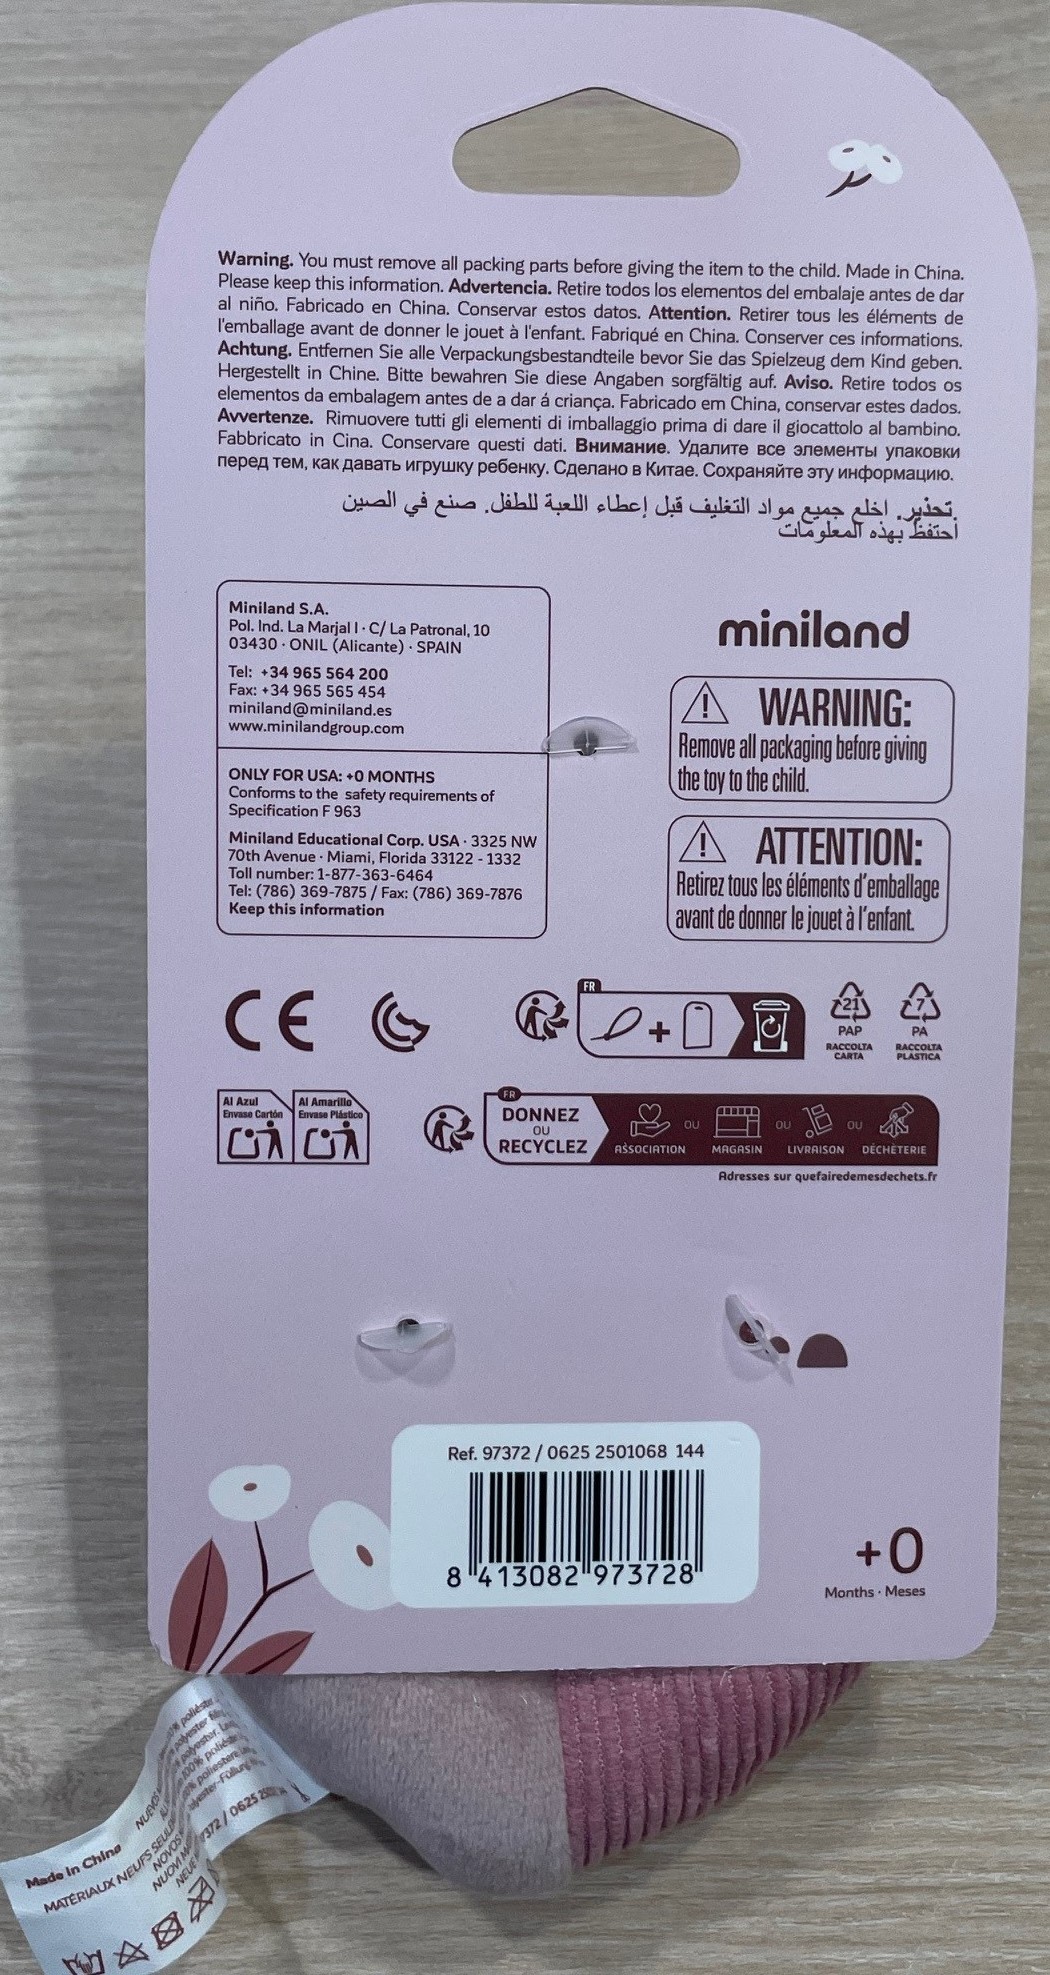 Warning. You must remove all packing parts before giving the item to the child. Made in China.
Please keep this information. Advertencia. Retire todos los elementos del embalaje antes de dar
al niño. Fabricado en China. Conservar estos datos. Attention. Retirer tous les éléments de
l'emballage avant de donner le jouet à l'enfant. Fabriqué en China. Conserver ces informations.
Achtung. Entfernen Sie alle Verpackungsbestandteile bevor Sie das Spielzeug dem Kind geben.
Hergestellt in Chine. Bitte bewahren Sie diese Angaben sorgfältig auf. Aviso. Retire todos os
elementos da embalagem antes de a dar á criança. Fabricado em China, conservar estes dados.
Avvertenze. Rimuovere tutti gli elementi di imballaggio prima di dare il giocattolo al bambino.
Fabbricato in Cina. Conservare questi dati. Внимание. Удалите все элементы упаковки
перед тем, как давать игрушку ребенку. Сделано в Китае. Сохраняйте эту информацию.
تحذير. اخلع جميع مواد التغليف قبل إعطاء اللعبة للطفل. صنع في الصين.
احتفظ بهذه المعلومات
Miniland S.A.
Pol. Ind. La Marjal I · C/ La Patronal, 10
03430 · ONIL (Alicante) · SPAIN
Tel: +34 965 564 200
Fax: +34 965 565 454
miniland@miniland.es
www.minilandgroup.com
ONLY FOR USA: +0 MONTHS
Conforms to the safety requirements of
Specification F 963
Miniland Educational Corp. USA · 3325 NW
70th Avenue · Miami, Florida 33122 - 1332
Toll number: 1-877-363-6464
Tel: (786) 369-7875 / Fax: (786) 369-7876
Keep this information
miniland
WARNING:
Remove all packaging before giving
the toy to the child.
ATTENTION:
Retirez tous les éléments d'emballage
avant de donner le jouet à l'enfant.
CE
FR
+
21
PAP
RACCOLTA
CARTA
7
PA
RACCOLTA
PLASTICA
Al Azul
Envase Cartón
Al Amarillo
Envase Plástico
FR
DONNEZ
OU
RECYCLEZ
ASSOCIATION
OU
MAGASIN
OU
LIVRAISON
OU
DÉCHÈTERIE
Adresses sur quefairedemesdechets.fr
Ref. 97372 / 0625 2501068 144
8 413082 973728
+0
Months · Meses
Made in China
MATÉRIAUX NEUFS